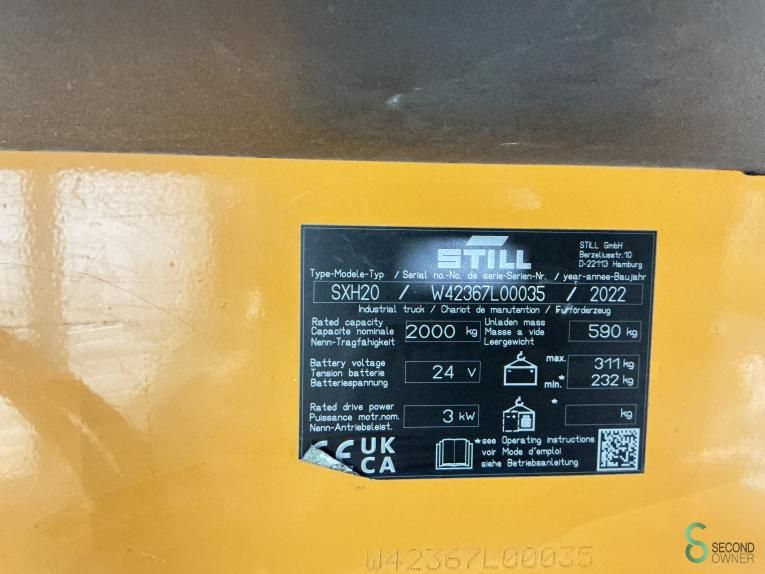 STILL
STILL GmbH
Berzeliusstr.10
D-22113 Hamburg
Type-Modele-Typ / Serial no.-No. de serie-Serien-Nr. / year-annee-Baujahr
SXH20 / W42367L00035 / 2022
Industrial truck / Chariot de manutention / Flurförderzeug
Rated capacity
Capacite nominale
Nenn-Tragfähigkeit
2000 kg
Unladen mass
Masse a vide
Leergewicht
590 kg
Battery voltage
Tension batterie
Batteriespannung
24 V
max. 311 kg
min.* 232 kg
Rated drive power
Puissance motr.nom.
Nenn-Antriebsleist.
3 kW
* kg
CE UK
CA
*see Operating instructions
voir Mode d'emploi
siehe Betriebsanleitung
W42367L00035
SECOND
OWNER